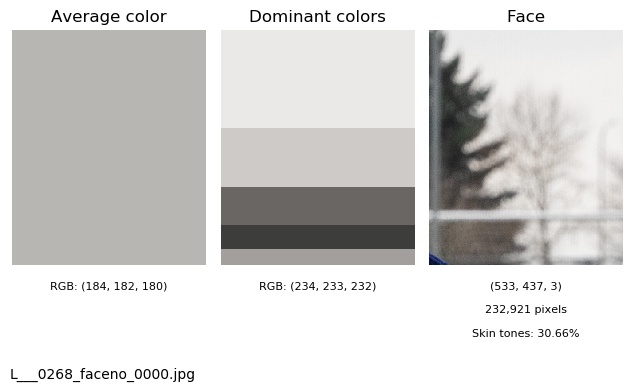 Average color
Dominant colors
Face
RGB: (184, 182, 180)
RGB: (234, 233, 232)
(533, 437, 3)
232,921 pixels
Skin tones: 30.66%
L___0268_faceno_0000.jpg